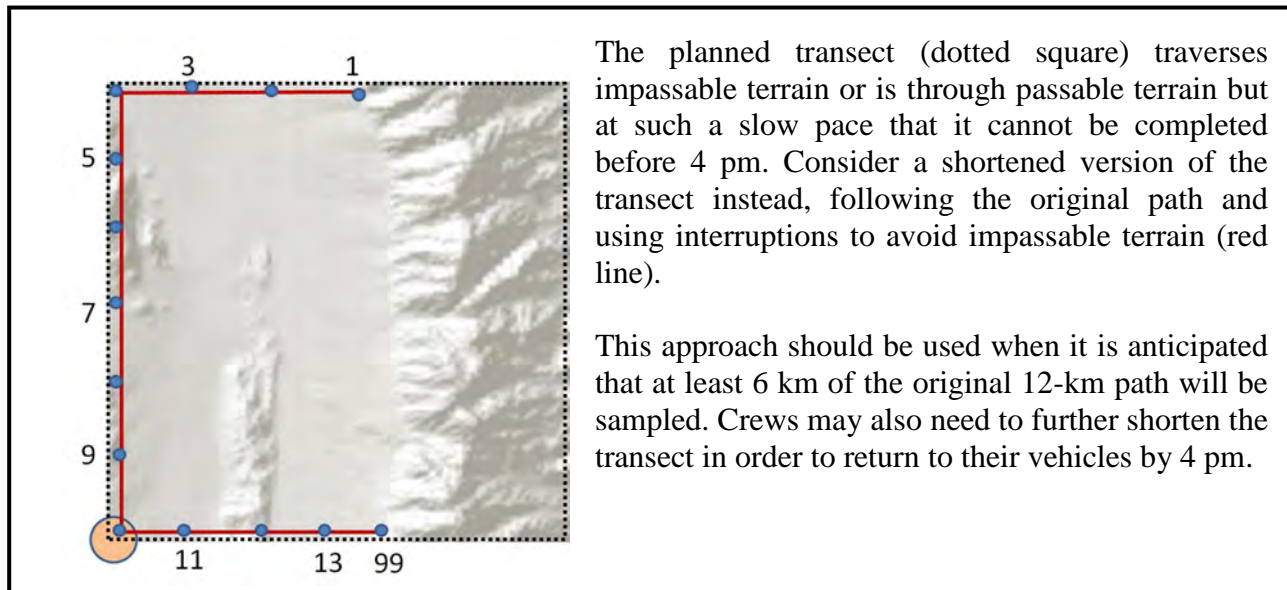 3 1
5
7
9
11 13 99
The planned transect (dotted square) traverses
impassable terrain or is through passable terrain but
at such a slow pace that it cannot be completed
before 4 pm. Consider a shortened version of the
transect instead, following the original path and
using interruptions to avoid impassable terrain (red
line).
This approach should be used when it is anticipated
that at least 6 km of the original 12-km path will be
sampled. Crews may also need to further shorten the
transect in order to return to their vehicles by 4 pm.